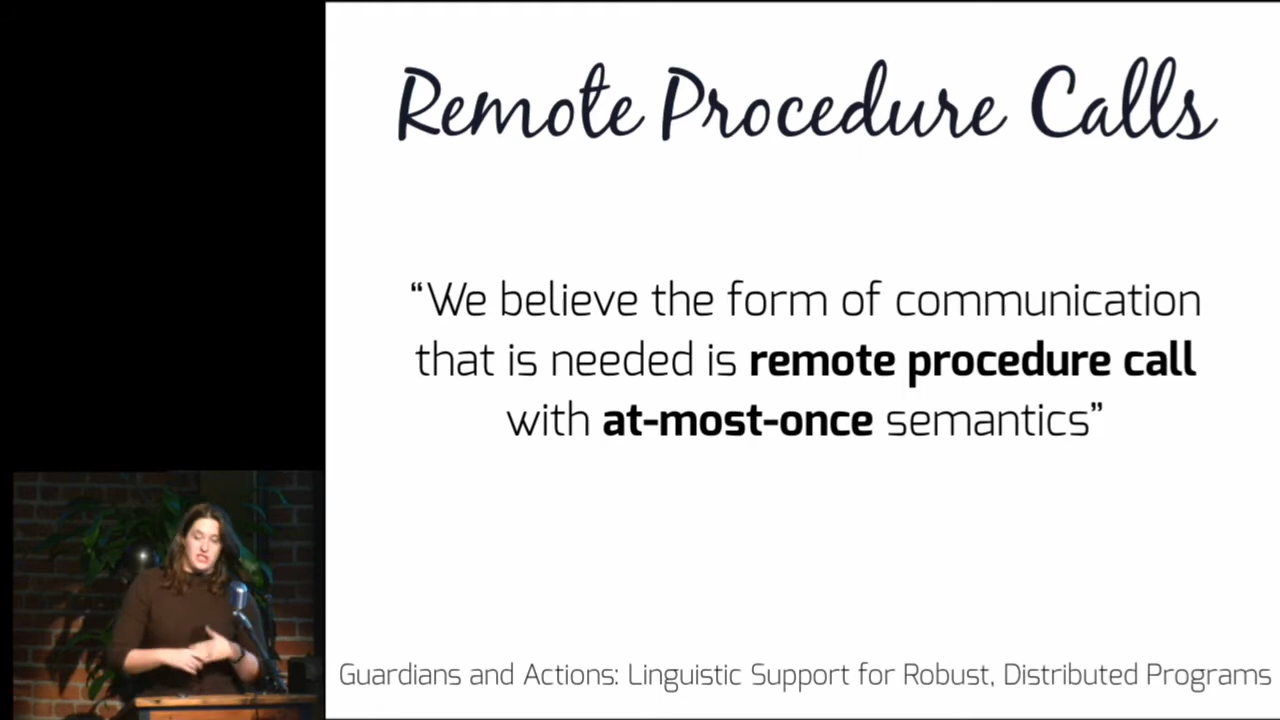 Remote Procedure Calls
“We believe the form of communication
that is needed is remote procedure call
with at-most-once semantics”
Guardians and Actions: Linguistic Support for Robust, Distributed Programs